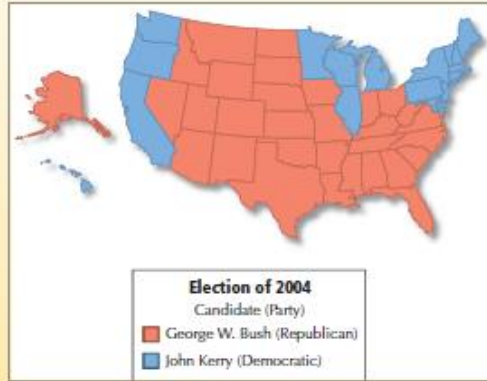 Election of 2004
Candidate (Party)
George W. Bush (Republican)
John Kerry (Democratic)